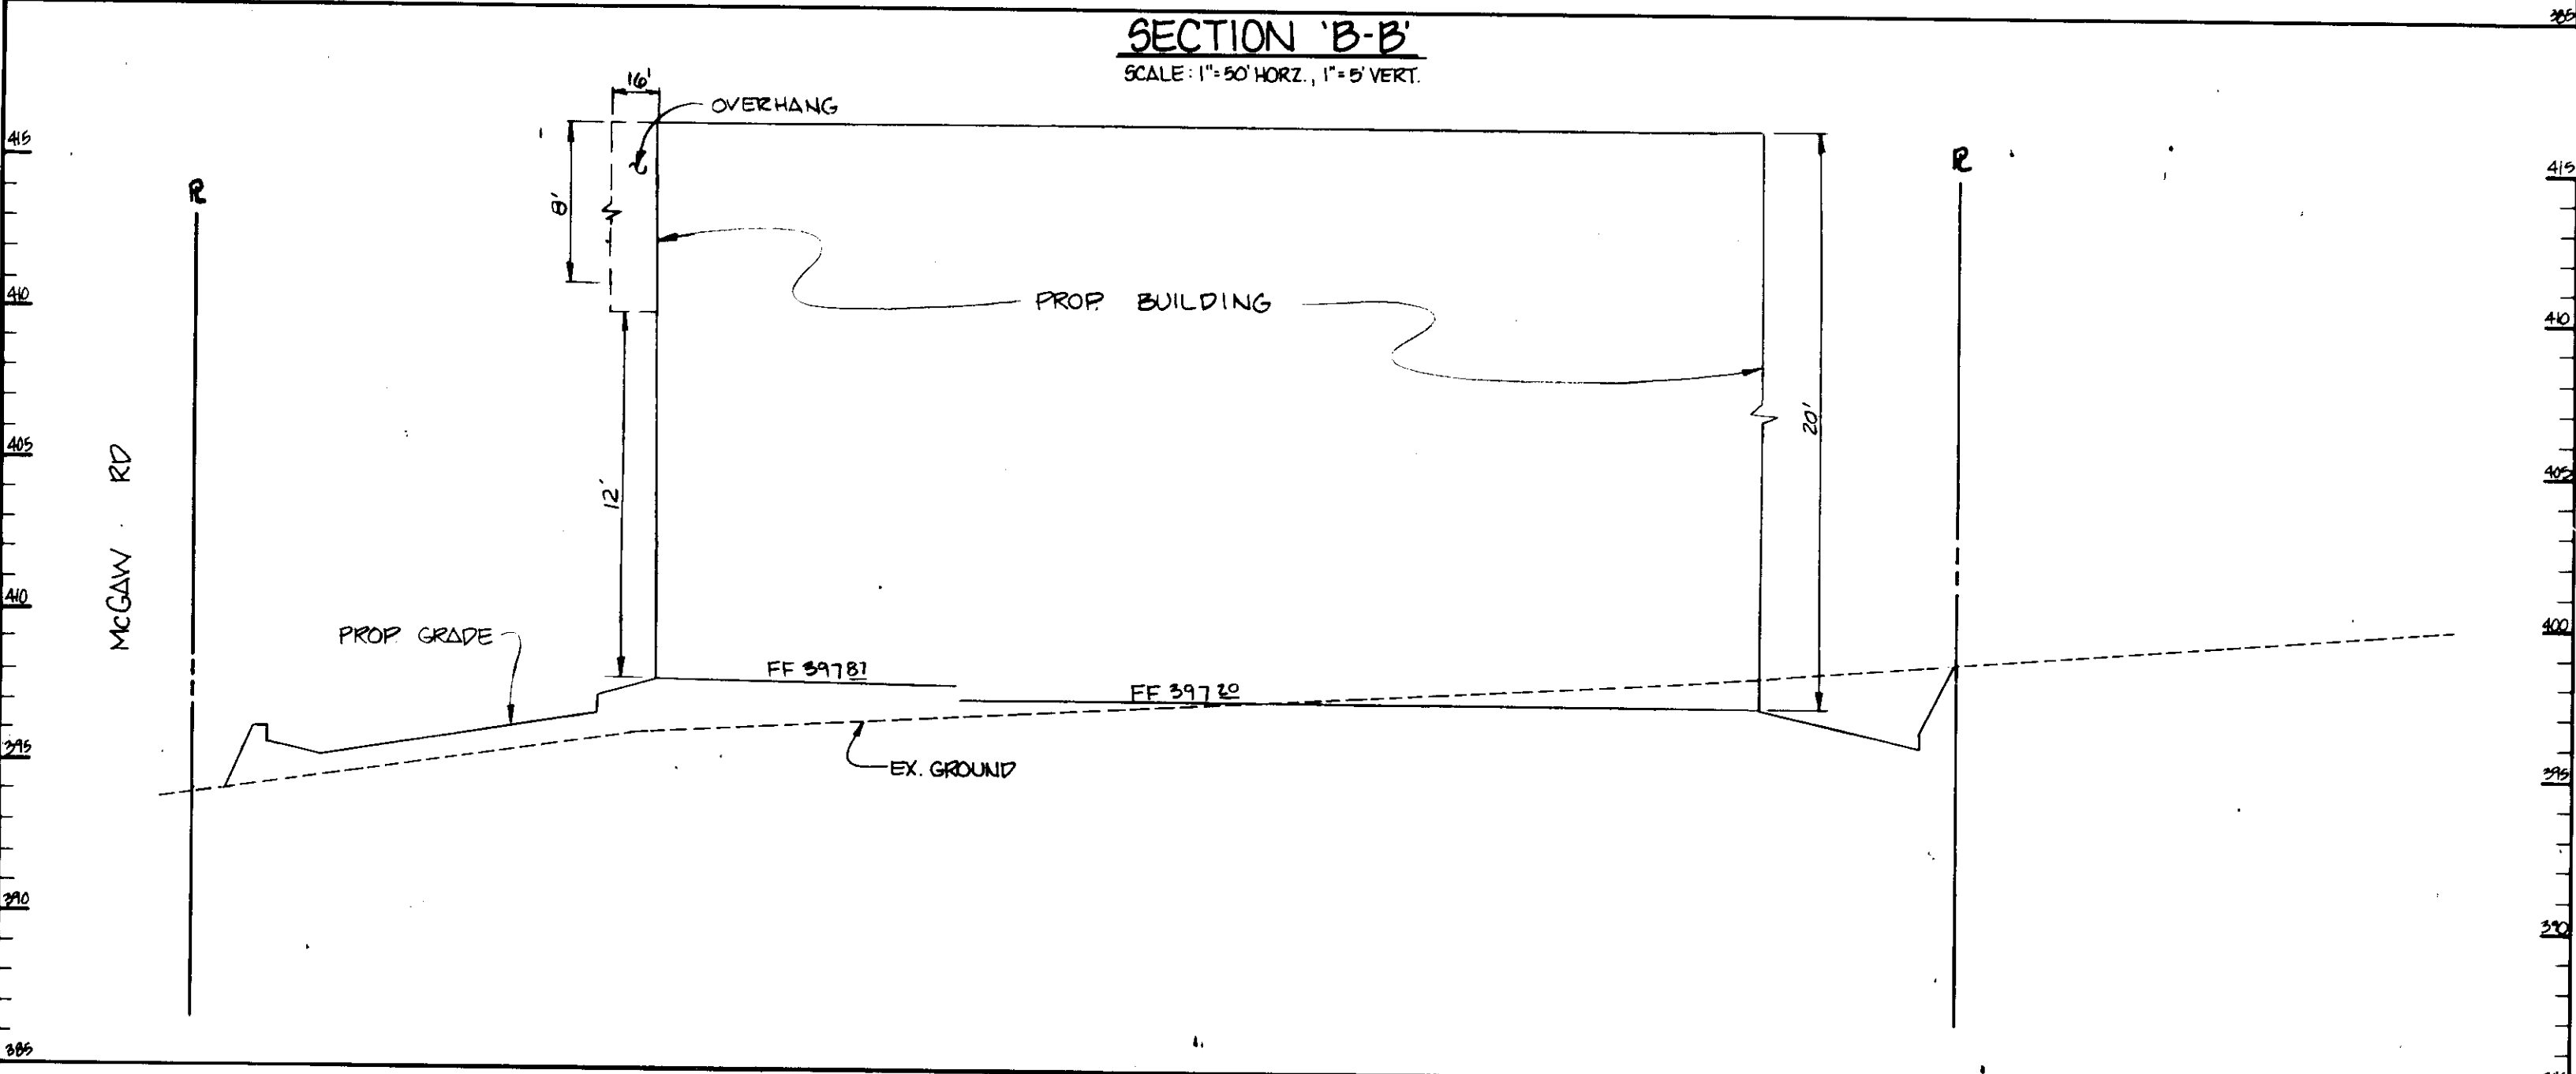 385
SECTION 'B-B'
SCALE: 1"=50' HORZ., 1"=5' VERT.
16'
OVERHANG
415
415
P
L
P
L
8'
410
PROP. BUILDING
410
405
405
20'
12'
McGAW RD
410
400
PROP. GRADE
FF 397 87
FF 397 20
395
EX. GROUND
395
390
390
385